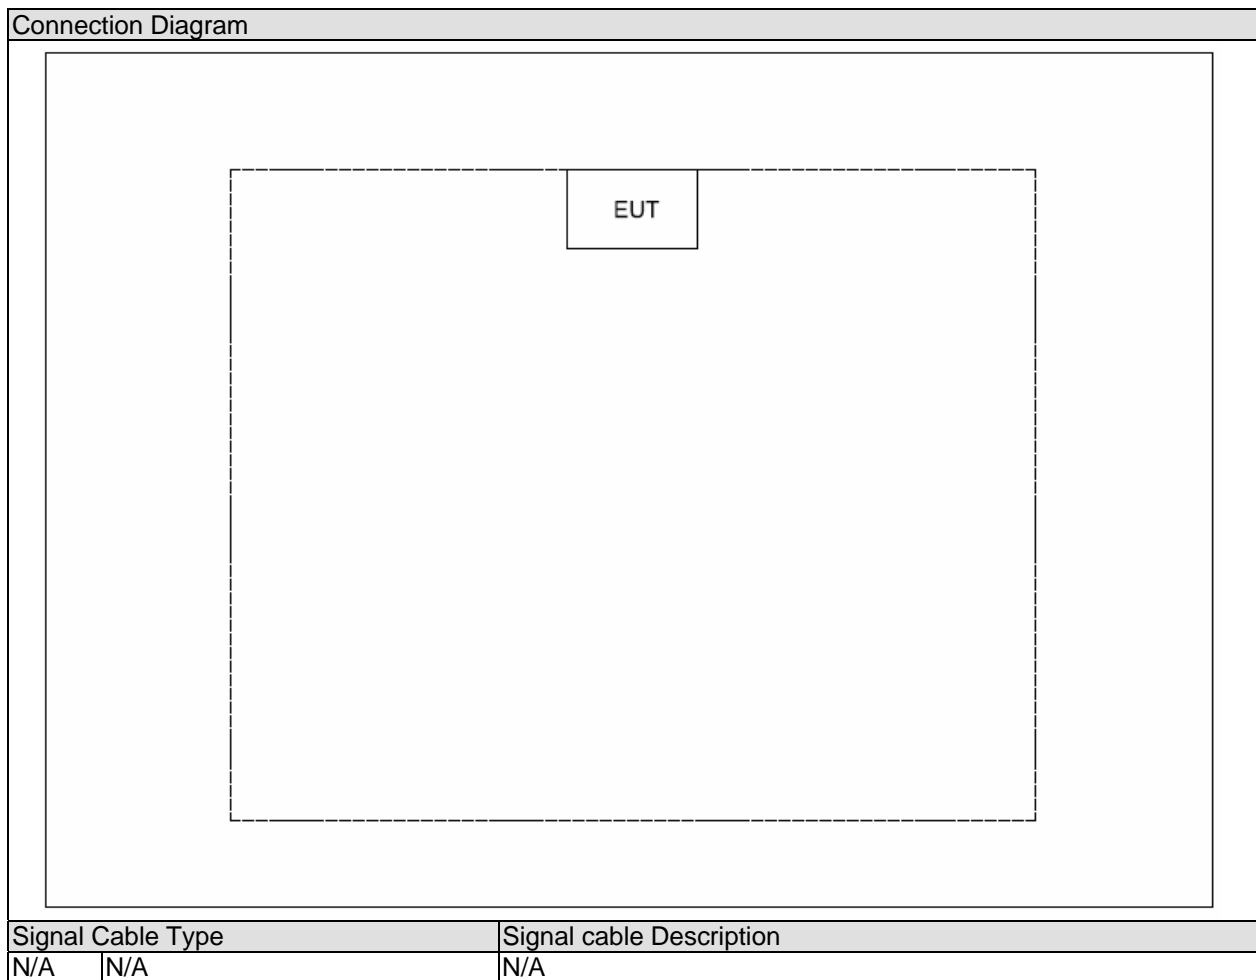 Connection Diagram
EUT
Signal Cable Type Signal cable Description
N/A N/A N/A